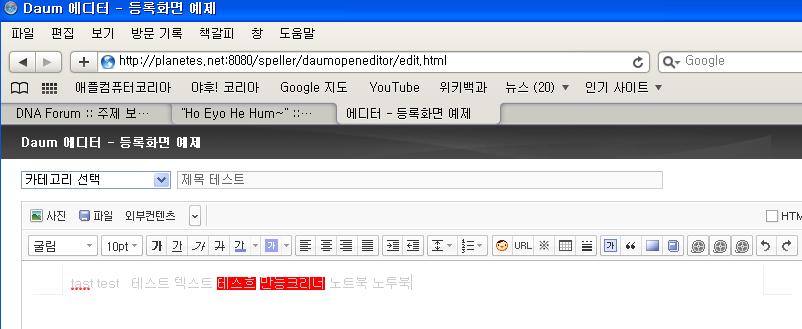 Daum 에디터 - 등록화면 예제
파일 편집 보기 방문 기록 책갈피 창 도움말
http://planetes.net:8080/speller/daumopeneditor/edit.html Google
애플컴퓨터코리아 야후! 코리아 Google 지도 YouTube 위키백과 뉴스 (20) 인기 사이트
DNA Forum :: 주제 보… "Ho Eyo He Hum~" ::… 에디터 - 등록화면 예제
Daum 에디터 - 등록화면 예제
카테고리 선택 제목 테스트
사진 파일 외부컨텐츠 HTM
굴림 10pt 가 가 가 가 가 가 URL 가
tast test 테스트 텍스트 테스흐 만능크리너 노트북 노루북